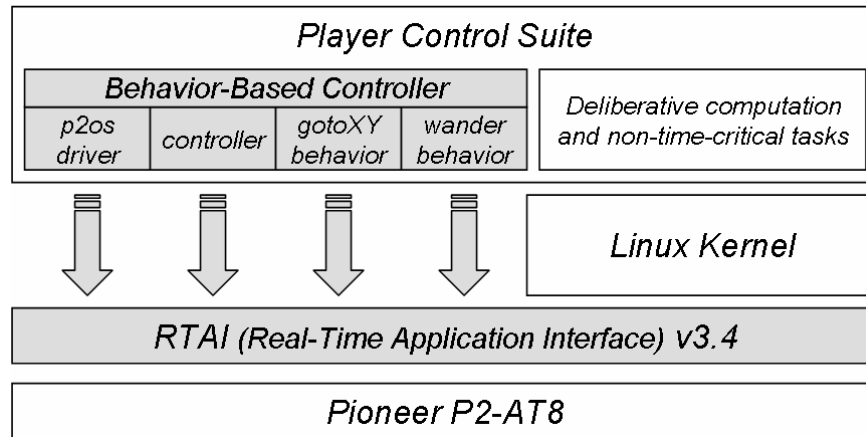 Player Control Suite
Behavior-Based Controller
p2os
driver
controller
gotoXY
behavior
wander
behavior
Deliberative computation
and non-time-critical tasks
Linux Kernel
RTAI (Real-Time Application Interface) v3.4
Pioneer P2-AT8